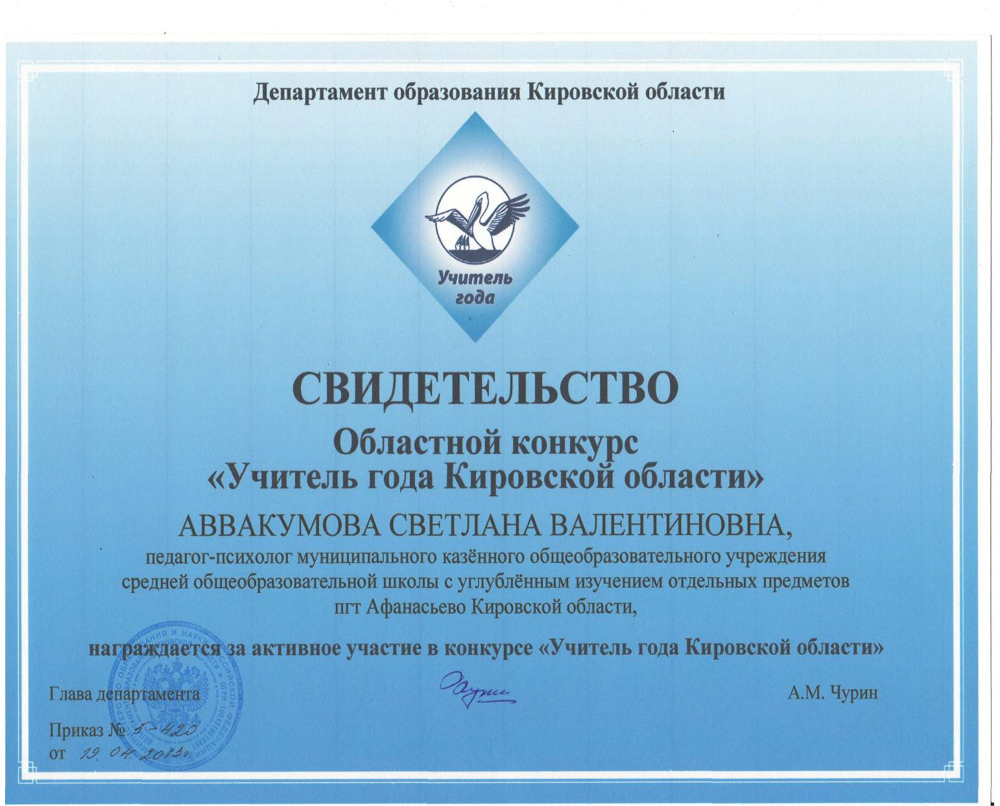 Департамент образования Кировской области
Учитель
года
СВИДЕТЕЛЬСТВО
Областной конкурс
«Учитель года Кировской области»
АВВАКУМОВА СВЕТЛАНА ВАЛЕНТИНОВНА,
педагог-психолог муниципального казённого общеобразовательного учреждения
средней общеобразовательной школы с углублённым изучением отдельных предметов
пгт Афанасьево Кировской области,
награждается за активное участие в конкурсе «Учитель года Кировской области»
Глава департамента
А.М. Чурин
Приказ № 5-420
от 19.04.2013г